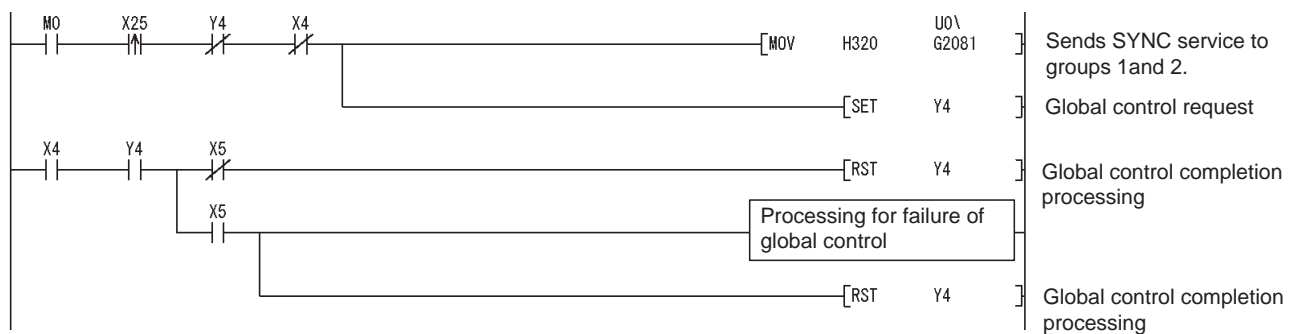 M0 X25 Y4 X4 U0\
MOV H320 G2081
Sends SYNC service to
groups 1and 2.
SET Y4 Global control request
X4 Y4 X5
RST Y4 Global control completion
processing
X5
Processing for failure of
global control
RST Y4 Global control completion
processing